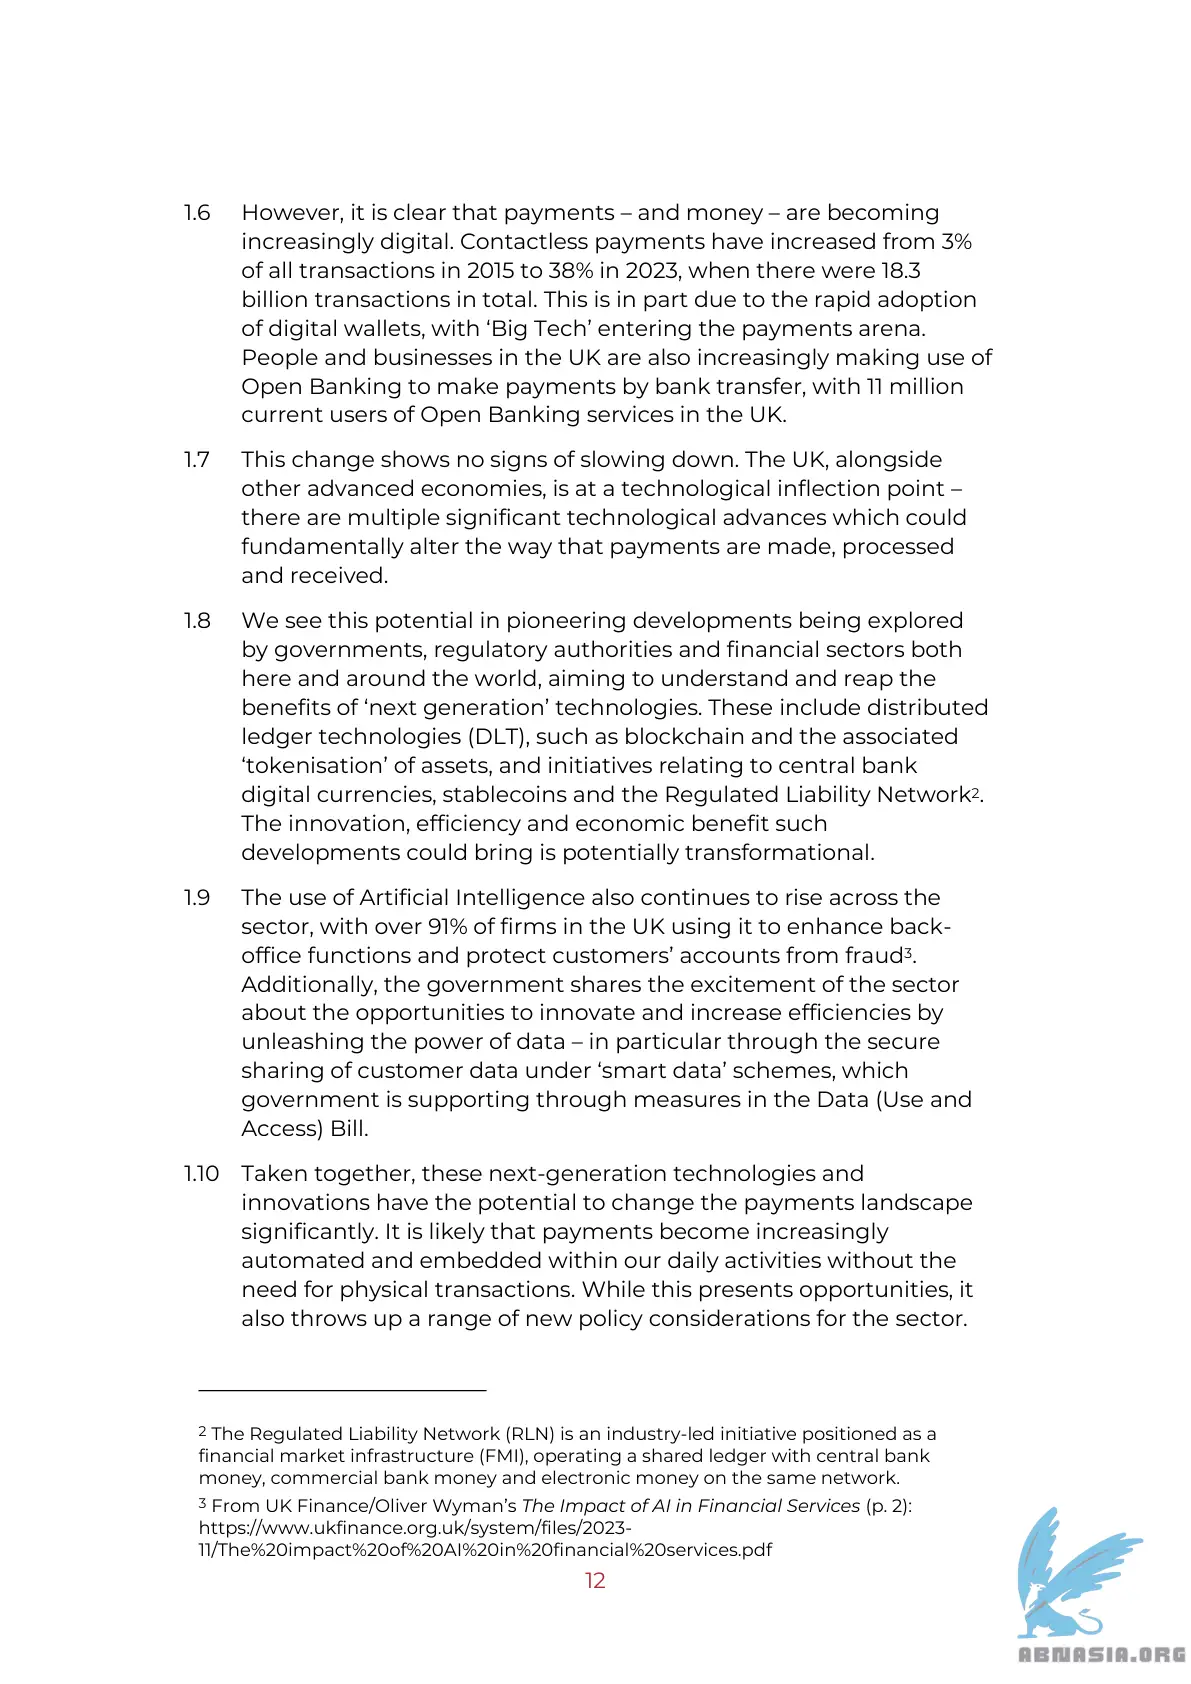 1.6 However, it is clear that payments – and money – are becoming
increasingly digital. Contactless payments have increased from 3%
of all transactions in 2015 to 38% in 2023, when there were 18.3
billion transactions in total. This is in part due to the rapid adoption
of digital wallets, with ‘Big Tech’ entering the payments arena.
People and businesses in the UK are also increasingly making use of
Open Banking to make payments by bank transfer, with 11 million
current users of Open Banking services in the UK.
1.7 This change shows no signs of slowing down. The UK, alongside
other advanced economies, is at a technological inflection point –
there are multiple significant technological advances which could
fundamentally alter the way that payments are made, processed
and received.
1.8 We see this potential in pioneering developments being explored
by governments, regulatory authorities and financial sectors both
here and around the world, aiming to understand and reap the
benefits of ‘next generation’ technologies. These include distributed
ledger technologies (DLT), such as blockchain and the associated
‘tokenisation’ of assets, and initiatives relating to central bank
digital currencies, stablecoins and the Regulated Liability Network2.
The innovation, efficiency and economic benefit such
developments could bring is potentially transformational.
1.9 The use of Artificial Intelligence also continues to rise across the
sector, with over 91% of firms in the UK using it to enhance back-
office functions and protect customers’ accounts from fraud3.
Additionally, the government shares the excitement of the sector
about the opportunities to innovate and increase efficiencies by
unleashing the power of data – in particular through the secure
sharing of customer data under ‘smart data’ schemes, which
government is supporting through measures in the Data (Use and
Access) Bill.
1.10 Taken together, these next-generation technologies and
innovations have the potential to change the payments landscape
significantly. It is likely that payments become increasingly
automated and embedded within our daily activities without the
need for physical transactions. While this presents opportunities, it
also throws up a range of new policy considerations for the sector.
2 The Regulated Liability Network (RLN) is an industry-led initiative positioned as a
financial market infrastructure (FMI), operating a shared ledger with central bank
money, commercial bank money and electronic money on the same network.
3 From UK Finance/Oliver Wyman’s The Impact of AI in Financial Services (p. 2):
https://www.ukfinance.org.uk/system/files/2023-
11/The%20impact%20of%20AI%20in%20financial%20services.pdf
12
ABNASIA.ORG